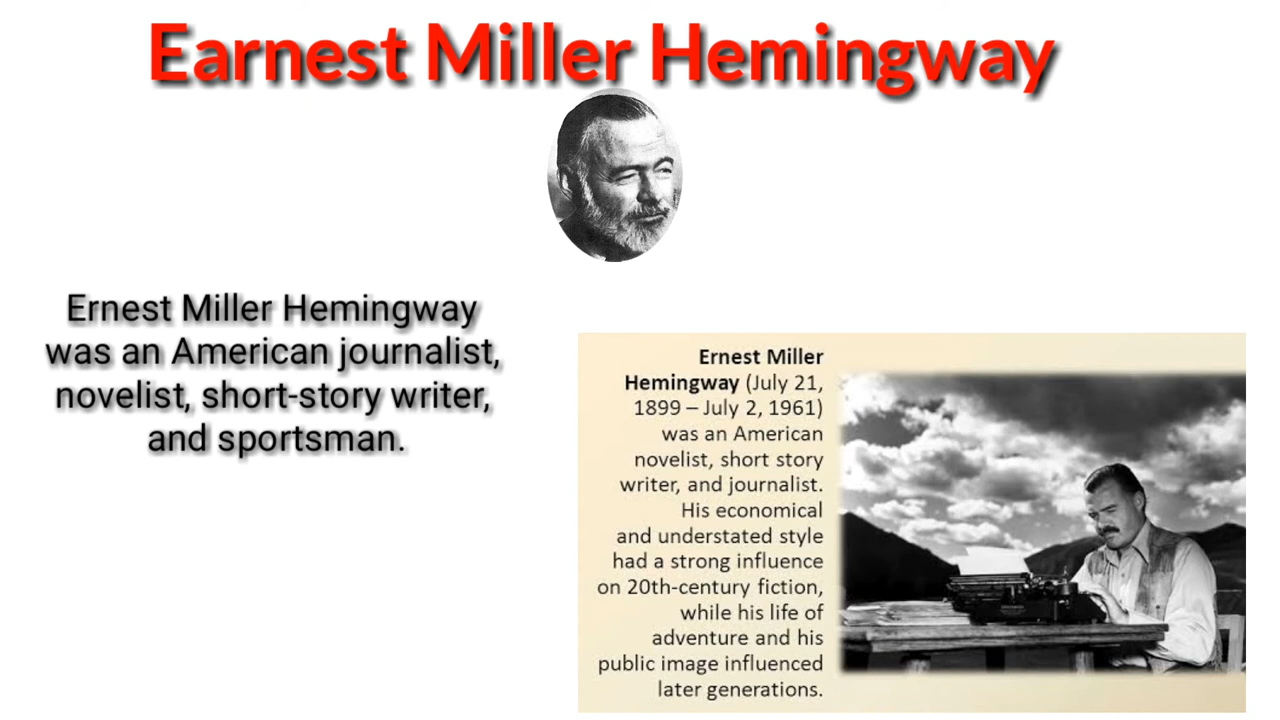 Earnest Miller Hemingway
Ernest Miller Hemingway
was an American journalist,
novelist, short-story writer,
and sportsman.
Ernest Miller
Hemingway (July 21,
1899 – July 2, 1961)
was an American
novelist, short story
writer, and journalist.
His economical
and understated style
had a strong influence
on 20th-century fiction,
while his life of
adventure and his
public image influenced
later generations.